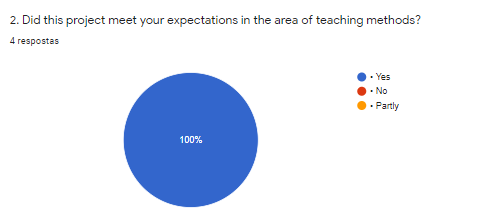 2. Did this project meet your expectations in the area of teaching methods?
4 respostas
• Yes
• No
• Partly
100%